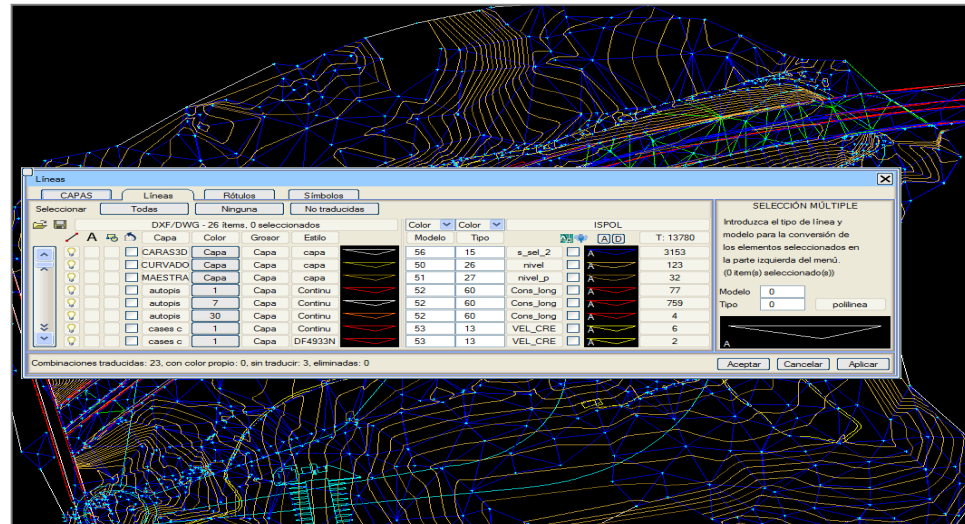 Líneas
CAPAS Líneas Rótulos Símbolos
Seleccionar Todas Ninguna No traducidas
DXF/DWG - 26 items, 0 seleccionados Color Color ISPOL
A Capa Color Grosor Estilo Modelo Tipo A D T: 13780
CARAS3D Capa Capa Capa 56 15 s_sel_2 A 3153
CURVADO Capa Capa Capa 50 26 nivel A 123
MAESTRA Capa Capa Capa 51 27 nivel_p A 32
autopis 1 Capa Continu 52 60 Cons_long A 77
autopis 7 Capa Continu 52 60 Cons_long A 759
autopis 30 Capa Continu 52 60 Cons_long A 4
cases c 1 Capa Continu 53 13 VEL_CRE A 6
cases c 1 Capa DF4933N 53 13 VEL_CRE A 2
SELECCIÓN MÚLTIPLE
Introduzca el tipo de línea y
modelo para la conversión de
los elementos seleccionados en
la parte izquierda del menú.
(0 item(s) seleccionado(s))
Modelo 0
Tipo 0 polilinea
A
Combinaciones traducidas: 23, con color propio: 0, sin traducir: 3, eliminadas: 0
Aceptar Cancelar Aplicar